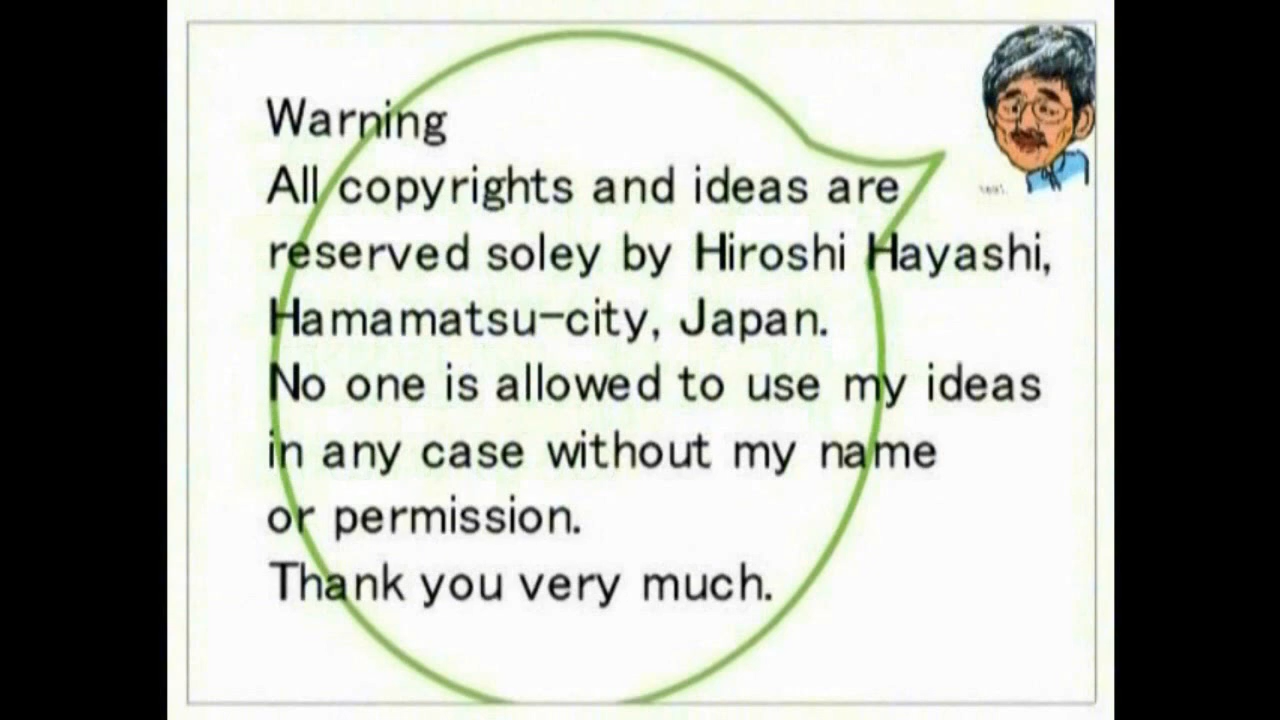 Warning
All copyrights and ideas are
reserved soley by Hiroshi Hayashi,
Hamamatsu-city, Japan.
No one is allowed to use my ideas
in any case without my name
or permission.
Thank you very much.